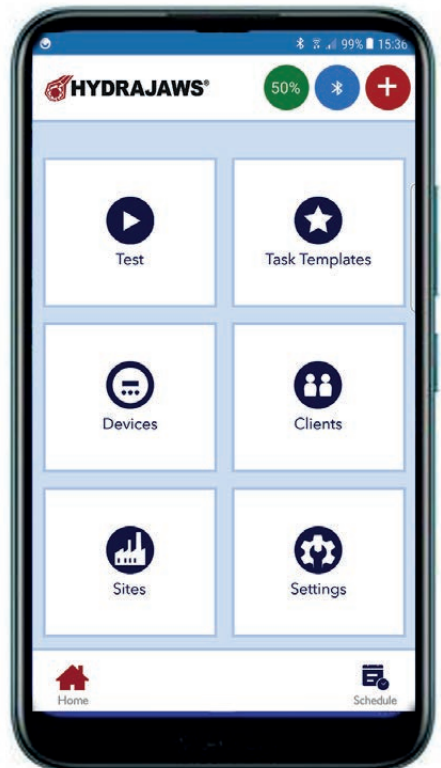 99% 15:36
HYDRAJAWS®
50%
Test
Task Templates
Devices
Clients
Sites
Settings
Home
Schedule